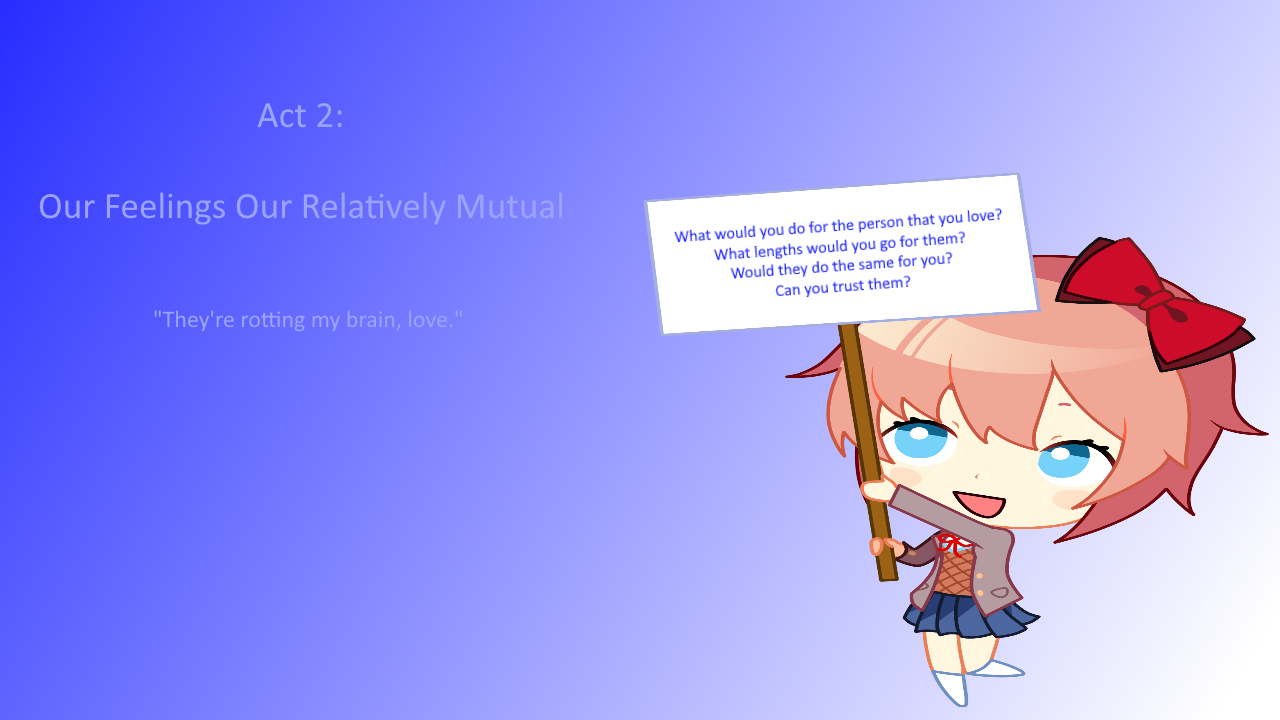 Act 2:
Our Feelings Our Relatively Mutual
"They're rotting my brain, love."
What would you do for the person that you love?
What lengths would you go for them?
Would they do the same for you?
Can you trust them?